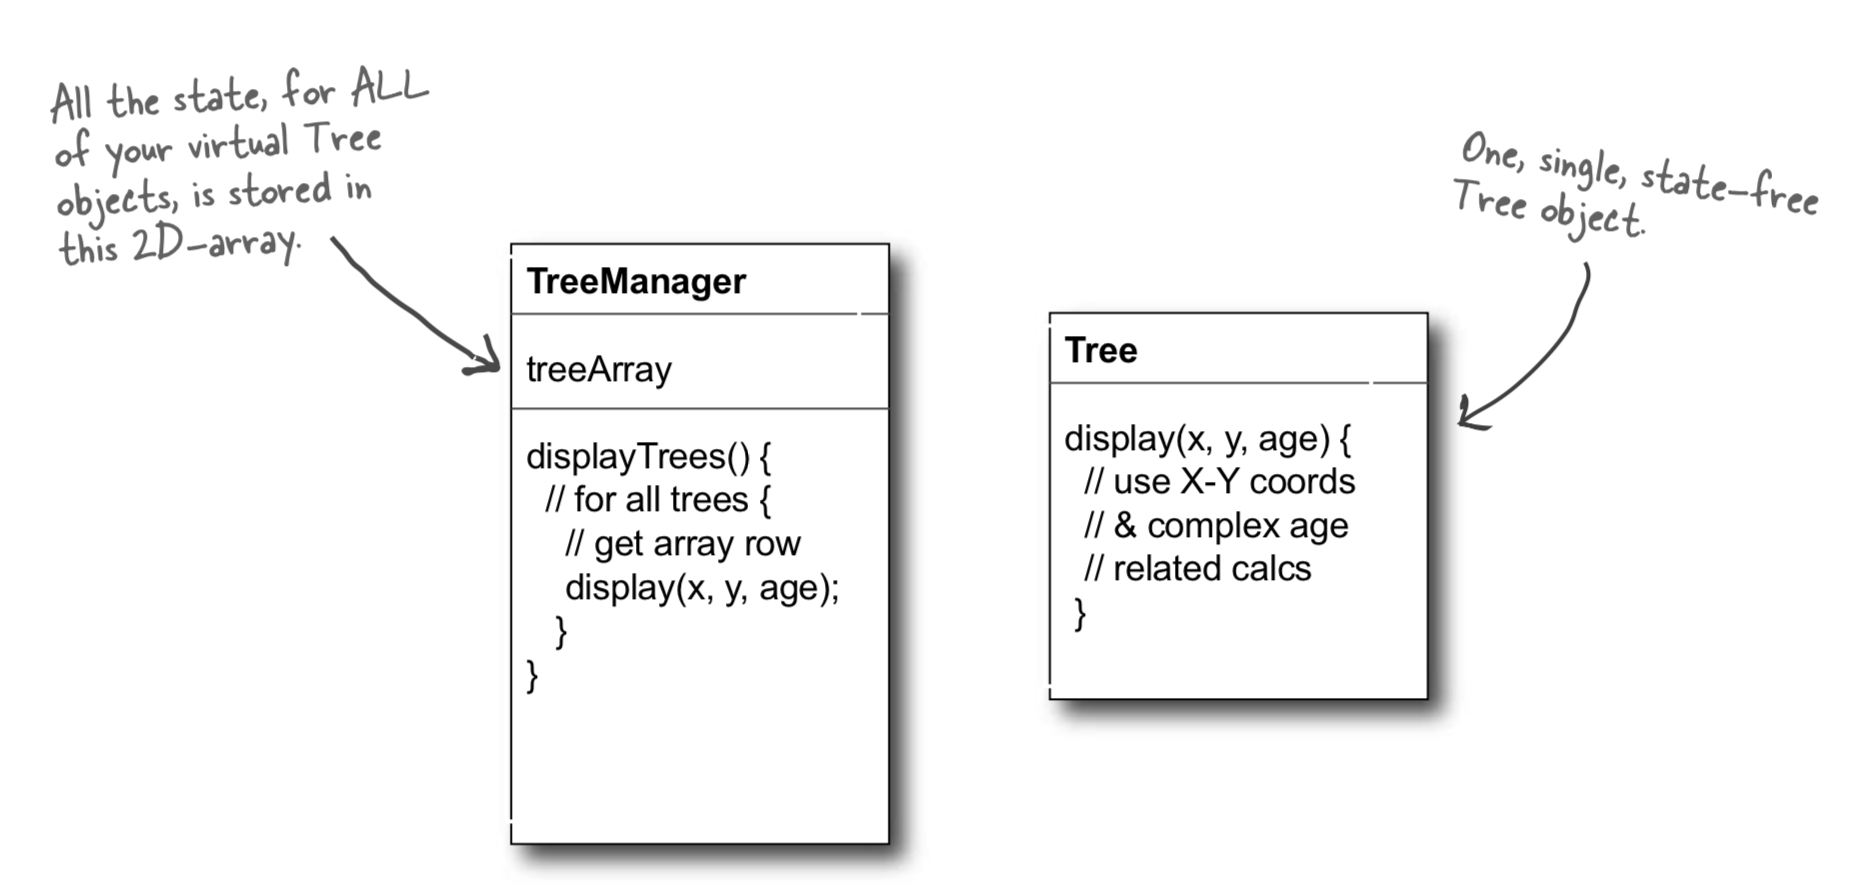 All the state, for ALL
of your virtual Tree
objects, is stored in
this 2D-array.
TreeManager
treeArray
displayTrees() {
// for all trees {
// get array row
display(x, y, age);
}
}
One, single, state-free
Tree object.
Tree
display(x, y, age) {
// use X-Y coords
// & complex age
// related calcs
}